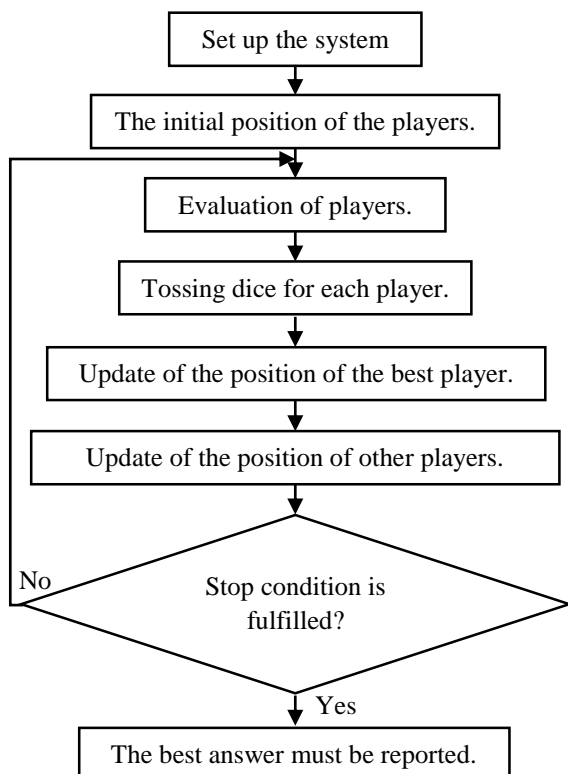 Set up the system
The initial position of the players.
Evaluation of players.
Tossing dice for each player.
Update of the position of the best player.
Update of the position of other players.
No
Stop condition is
fulfilled?
Yes
The best answer must be reported.